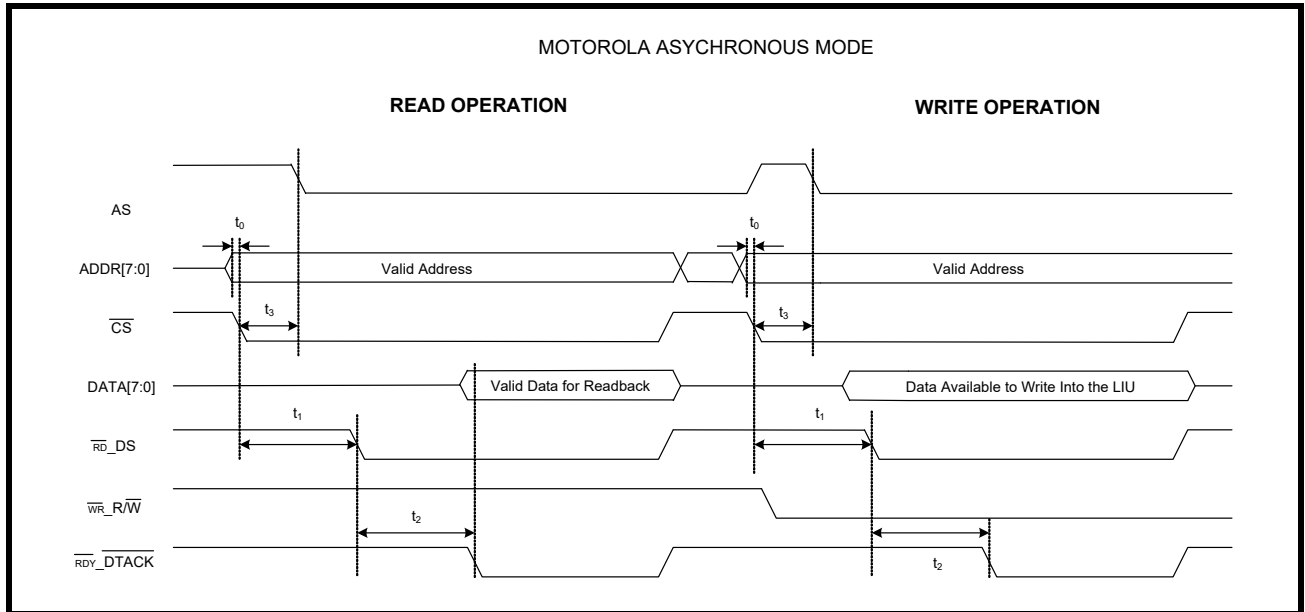 MOTOROLA ASYCHRONOUS MODE
READ OPERATION
WRITE OPERATION
AS
t0
t0
ADDR[7:0]
Valid Address
Valid Address
CS
t3
t3
DATA[7:0]
Valid Data for Readback
Data Available to Write Into the LIU
t1
t1
RD_DS
WR_R/W
t2
t2
RDY_DTACK